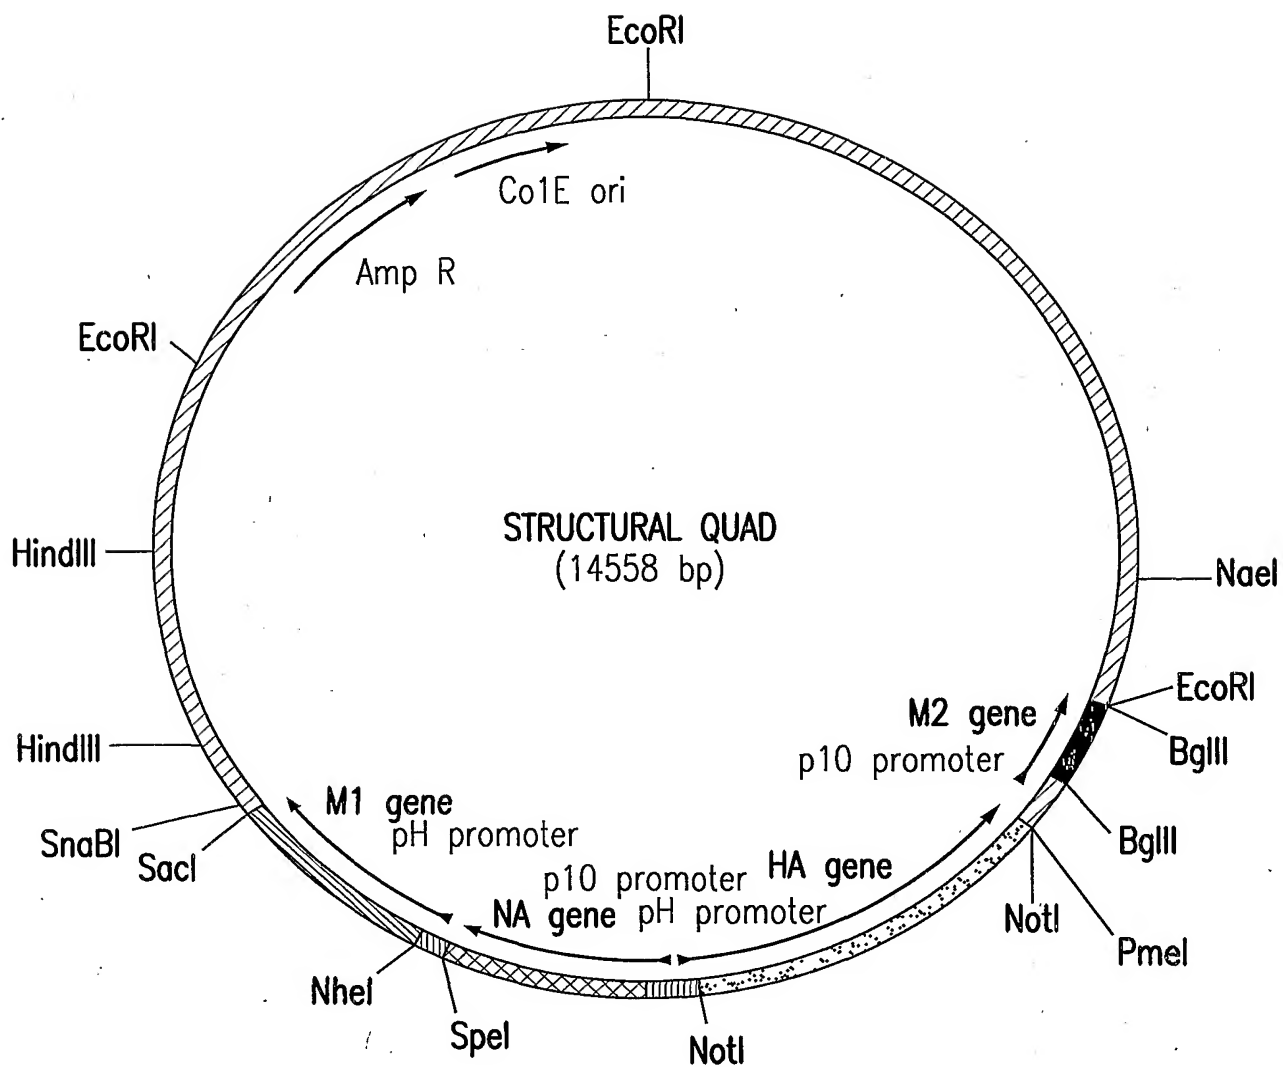 EcoRI
Co1E ori
Amp R
EcoRI
STRUCTURAL QUAD
(14558 bp)
HindIII
NaeI
EcoRI
M2 gene
BglII
p10 promoter
HindIII
M1 gene
pH promoter
SnaBI
SacI
BglII
HA gene
p10 promoter
NA gene
pH promoter
NotI
PmeI
NheI
SpeI
NotI